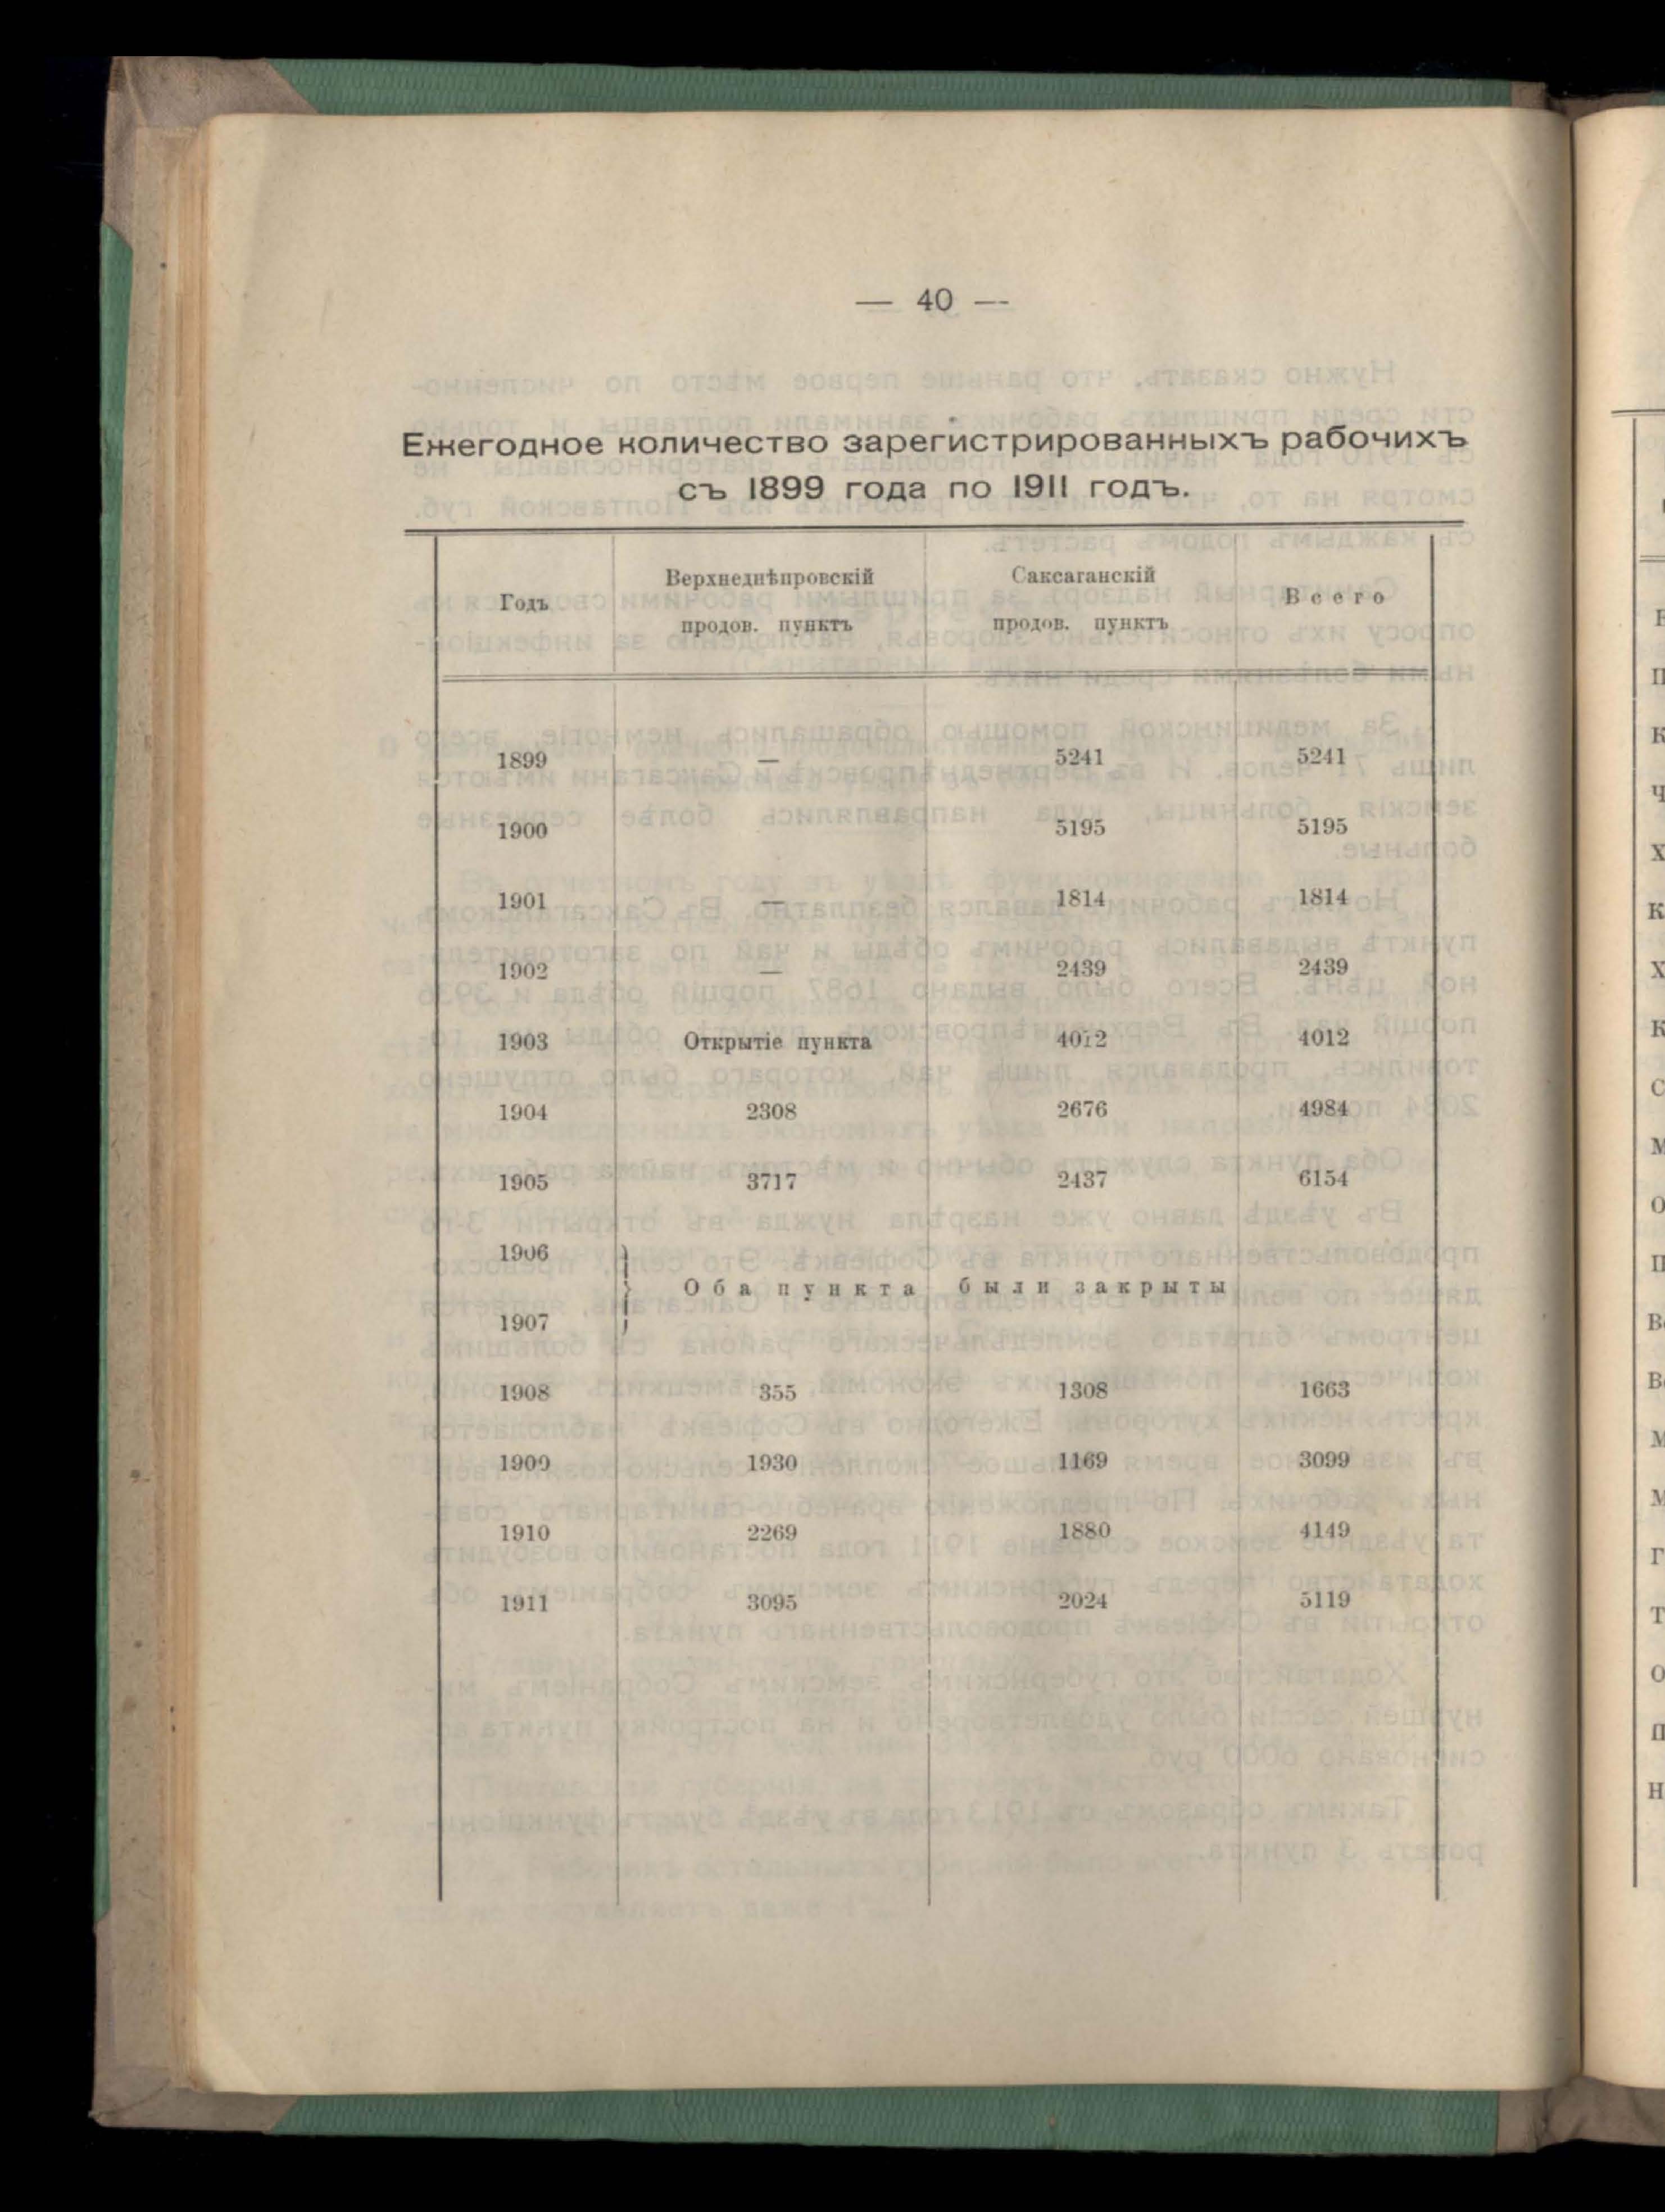 — 40 —
Ежегодное количество зарегистрированныхъ рабочихъ
съ 1899 года по 1911 годъ.
Годъ Верхнеднѣпровскій продов. пунктъ Саксаганскій продов. пунктъ Всего
1899 — 5241 5241
1900 5195 5195
1901 — 1814 1814
1902 — 2439 2439
1903 Открытіе пункта 4012 4012
1904 2308 2676 4984
1905 3717 2437 6154
1906
Оба пункта были закрыты
1907
1908 355 1308 1663
1909 1930 1169 3099
1910 2269 1880 4149
1911 3095 2024 5119